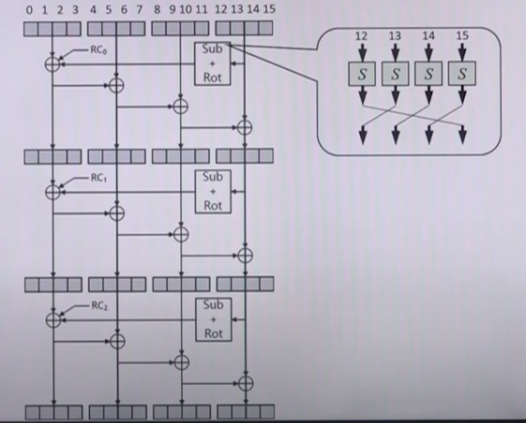 0 1 2 3 4 5 6 7 8 9 10 11 12 13 14 15
RC₀
Sub
+
Rot
12 13 14 15
S S S S
RC₁
Sub
+
Rot
RC₂
Sub
+
Rot